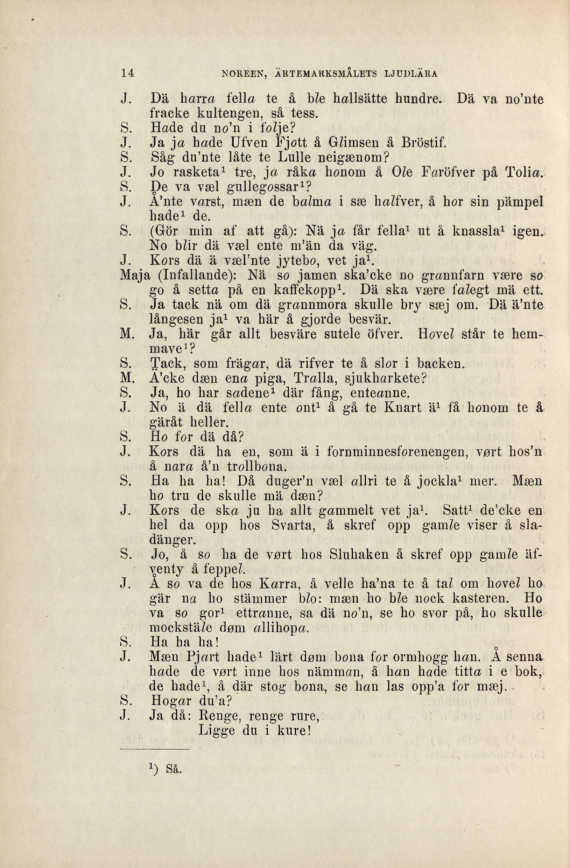 14 NOREEN, ÄRTEMARKSMÅLETS LJUDLÄRA
J. Dä harra fella te å ble hallsätte hundre. Dä va no'nte
fracke kultengen, så tess.
S. Hade du no'n i folje?
J. Ja ja hade Ufven Fjott å Glimsen å Bröstif.
S. Såg du'nte låte te Lulle neigænom?
J. Jo rasketa¹ tre, ja råka honom å Ole Faröfver på Tolia.
S. De va væl gullegossar¹?
J. Å'nte varst, mæn de balma i sæ halfver, å hor sin pämpel
hade¹ de.
S. (Gör min af att gå): Nä ja får fella¹ ut å knassla¹ igen.
No blir dä væl ente m'än da väg.
J. Kors dä ä væl'nte jytebo, vet ja¹.
Maja (Infallande): Nä so jamen ska'cke no grannfarn være so
go å setta på en kaffekopp¹. Dä ska være falegt mä ett.
S. Ja tack nä om dä grannmora skulle bry sæj om. Dä ä'nte
långesen ja¹ va här å gjorde besvär.
M. Ja, här går allt besväre sutele öfver. Hovel står te hem-
mave¹?
S. Tack, som frägar, dä rifver te å slor i backen.
M. Ä'cke dæn ena piga, Tralla, sjukharkete?
S. Ja, ho har sadene¹ där fång, enteanne.
J. No ä dä fella ente ont¹ å gå te Knart ä¹ få honom te å
gäråt heller.
S. Ho for dä då?
J. Kors dä ha en, som ä i fornminnesforenengen, vørt hos'n
å nara å'n trollbona.
S. Ha ha ha! Då duger'n væl allri te å jockla¹ mer. Mæn
ho tru de skulle mä dæn?
J. Kors de ska ju ha allt gammelt vet ja¹. Satt¹ de'cke en
hel da opp hos Svarta, å skref opp gamle viser å sla-
dänger.
S. Jo, å so ha de vørt hos Sluhaken å skref opp gamle äf-
venty å feppel.
J. Å so va de hos Karra, å velle ha'na te å tal om hovel ho
gär na ho stämmer blo: mæn ho ble nock kasteren. Ho
va so gor¹ ettranne, sa dä no'n, se ho svor på, ho skulle
mockstäle døm allihopa.
S. Ha ha ha!
J. Mæn Pjart hade¹ lärt døm bona for ormhogg han. Å senna
hade de vørt inne hos nämman, å han hade titta i e bok,
de hade¹, å där stog bona, se han las opp'a for mæj.
S. Hogar du'a?
J. Ja då: Renge, renge rure,
Ligge du i kure!
¹) Så.